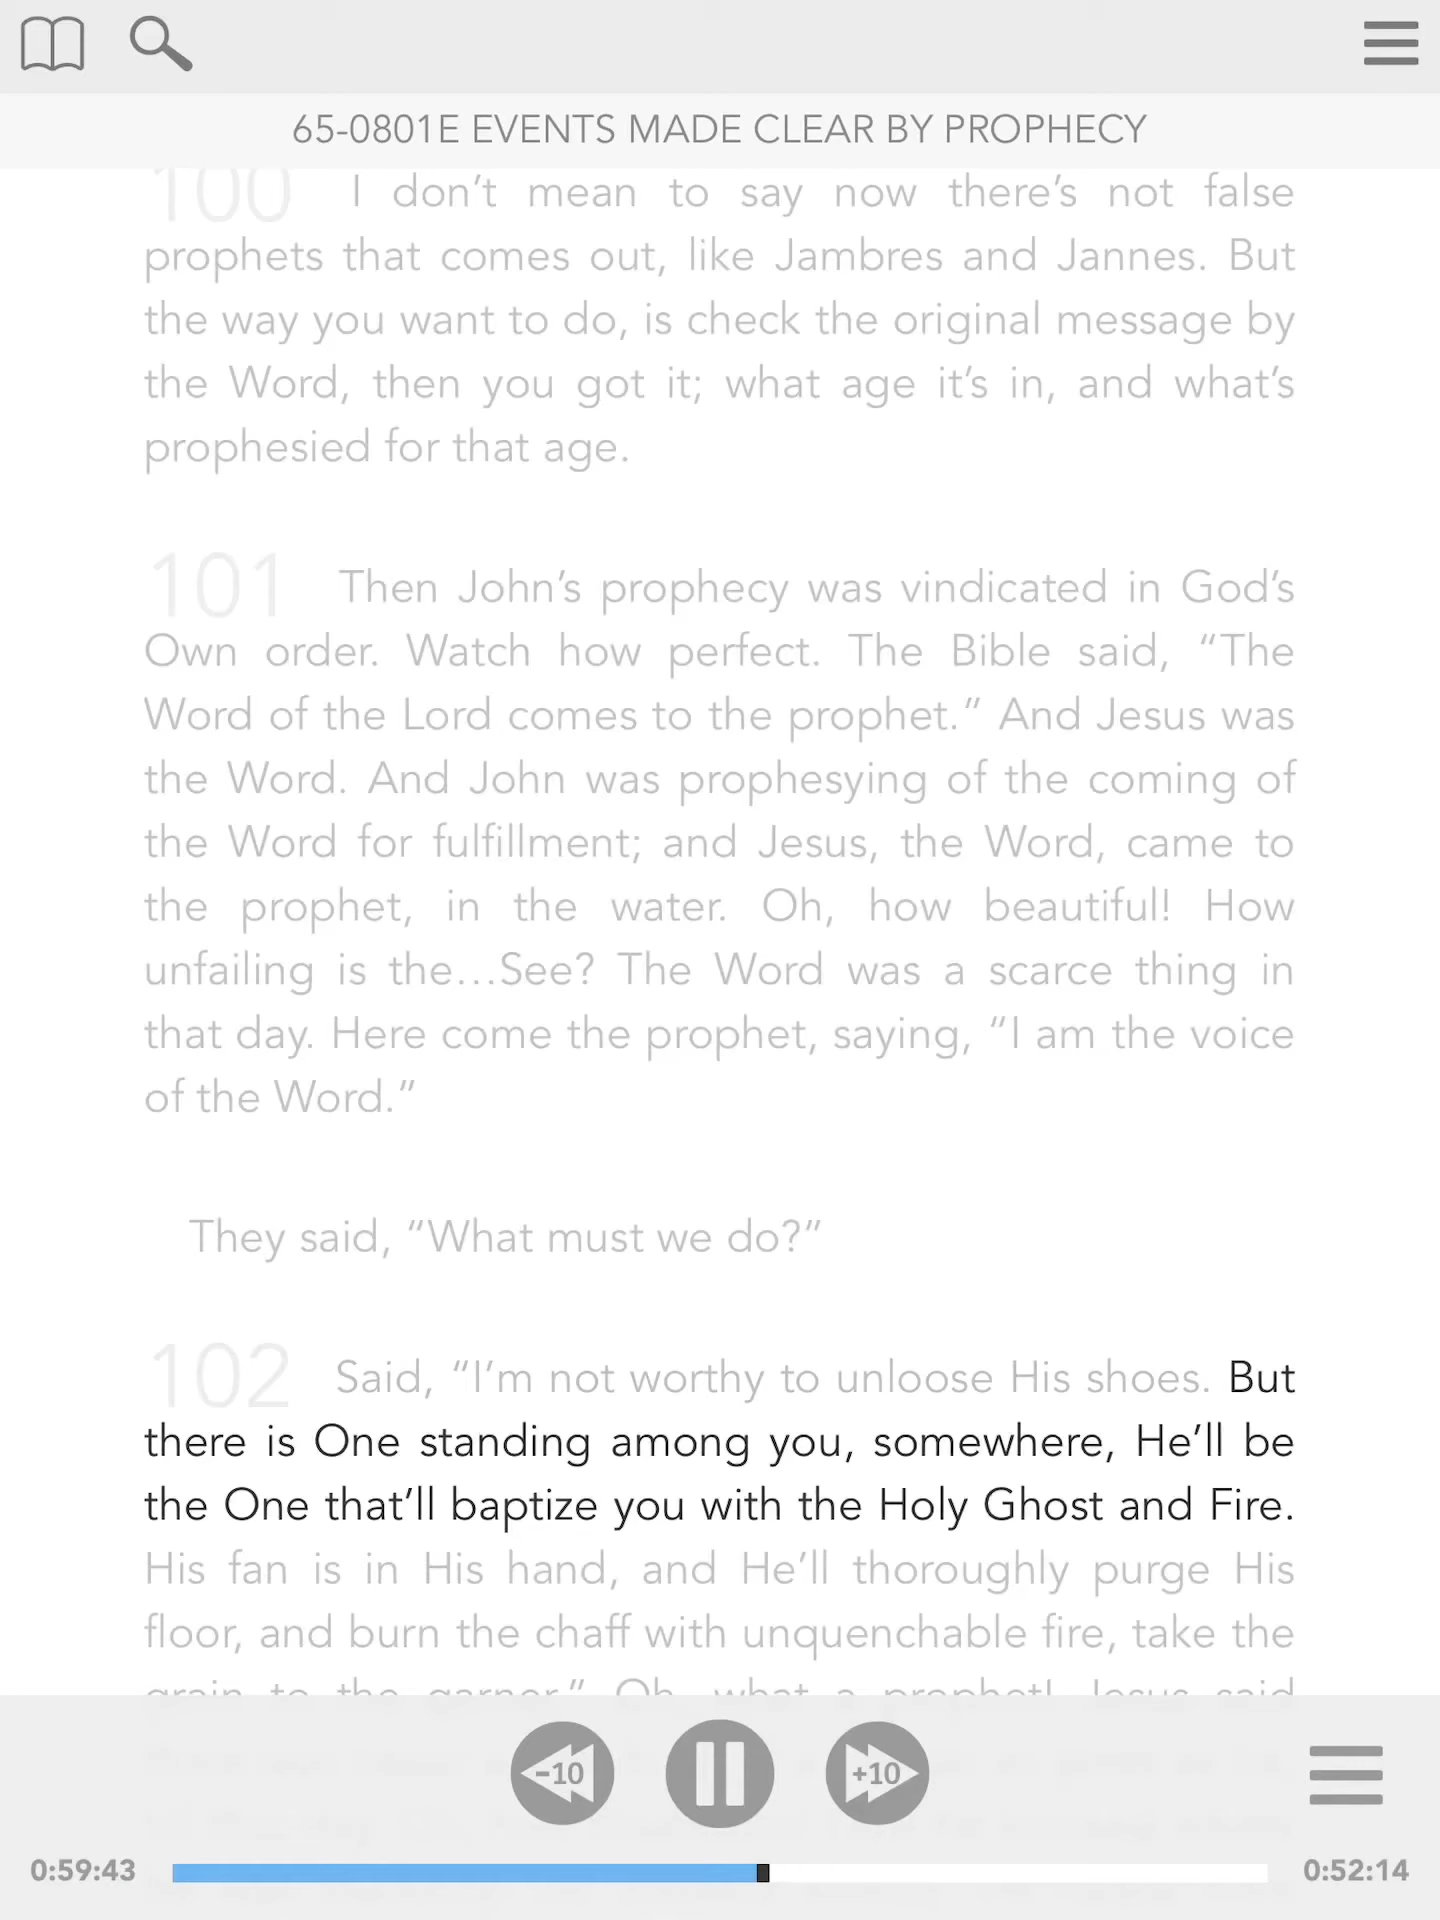 65-0801E EVENTS MADE CLEAR BY PROPHECY
100 I don’t mean to say now there’s not false
prophets that comes out, like Jambres and Jannes. But
the way you want to do, is check the original message by
the Word, then you got it; what age it’s in, and what’s
prophesied for that age.
101 Then John’s prophecy was vindicated in God’s
Own order. Watch how perfect. The Bible said, “The
Word of the Lord comes to the prophet.” And Jesus was
the Word. And John was prophesying of the coming of
the Word for fulfillment; and Jesus, the Word, came to
the prophet, in the water. Oh, how beautiful! How
unfailing is the…See? The Word was a scarce thing in
that day. Here come the prophet, saying, “I am the voice
of the Word.”
They said, “What must we do?”
102 Said, “I’m not worthy to unloose His shoes. But
there is One standing among you, somewhere, He’ll be
the One that’ll baptize you with the Holy Ghost and Fire.
His fan is in His hand, and He’ll thoroughly purge His
floor, and burn the chaff with unquenchable fire, take the
grain to the garner.” Oh, what a prophet! Jesus said
-10 +10
0:59:43 0:52:14